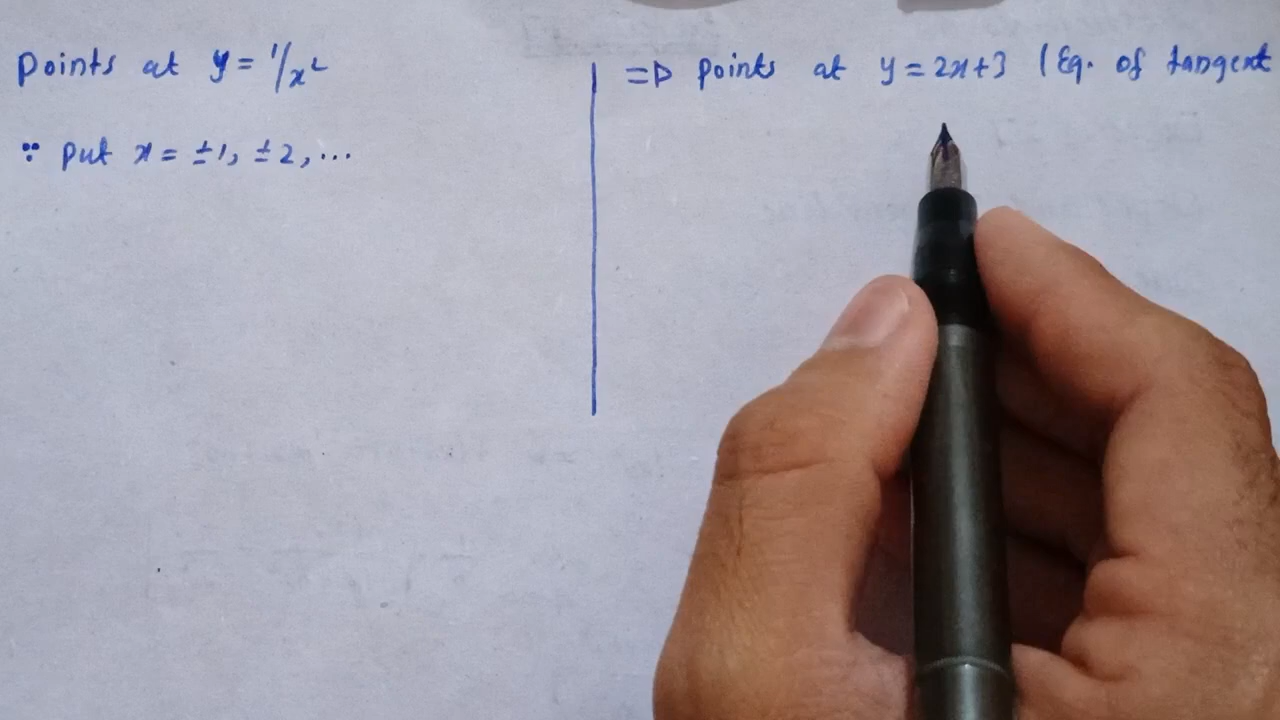 Points at y = 1/x²
∵ put x = ±1, ±2, ...
=> points at y = 2x+3 (Eq. of tangent